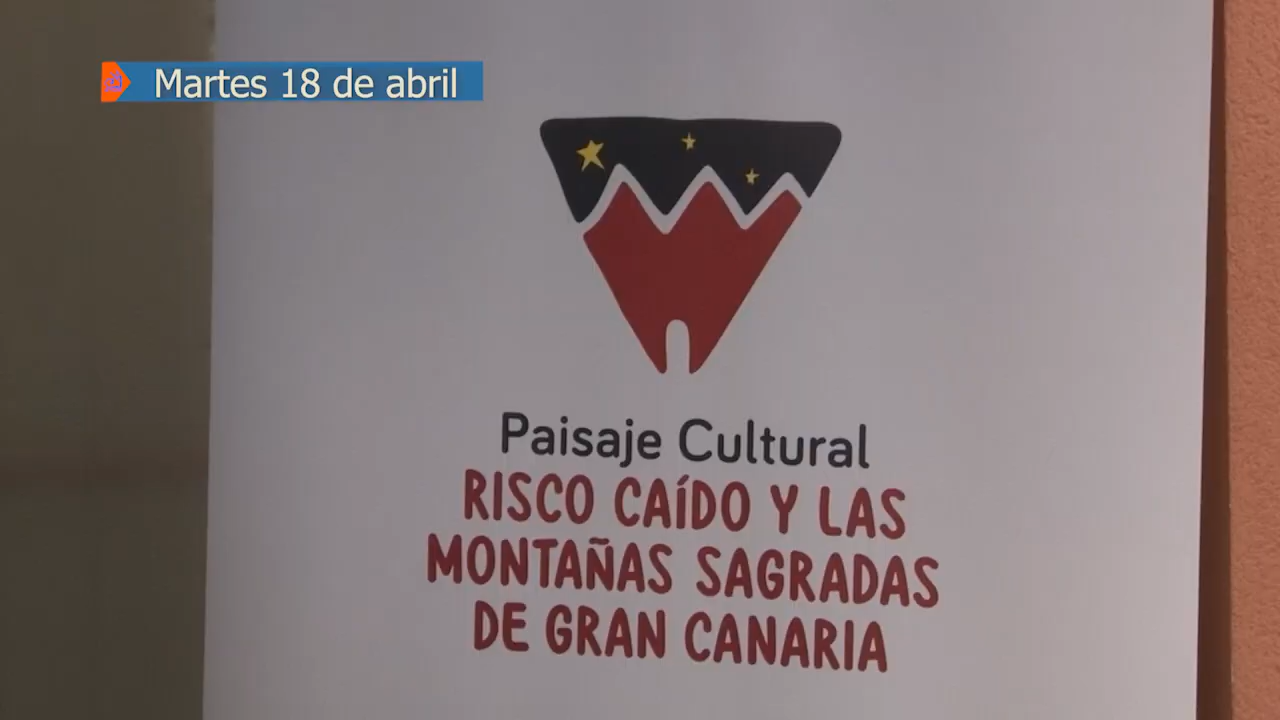 Martes 18 de abril
Paisaje Cultural
RISCO CAÍDO Y LAS
MONTAÑAS SAGRADAS
DE GRAN CANARIA